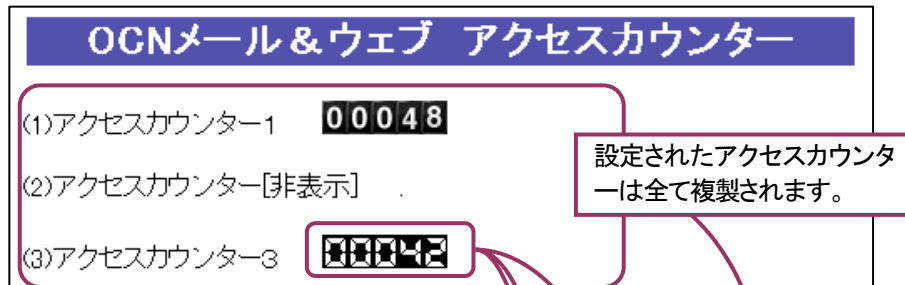 OCNメール＆ウェブ アクセスカウンター
(1)アクセスカウンター1 00048
設定されたアクセスカウンタ
ーは全て複製されます。
(2)アクセスカウンター[非表示] .
(3)アクセスカウンター3 00042